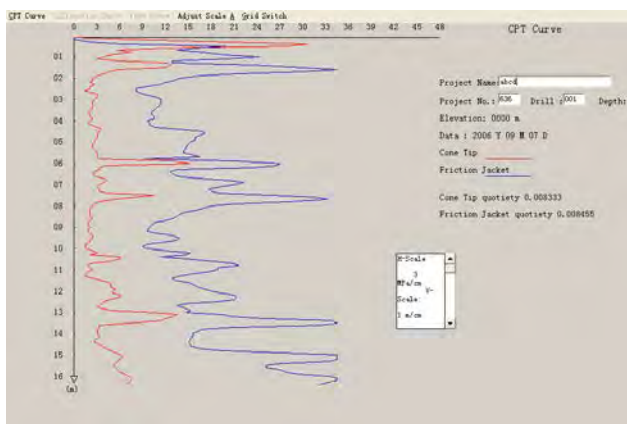 CPT Curve Adjust Scale A Grid Switch
0 3 6 9 12 15 18 21 24 27 30 33 36 39 42 45 48
CPT Curve
01
02
03
04
05
06
07
08
09
10
11
12
13
14
15
16
(m)
Project Name: abcd
Project No.: 636 Drill : 001 Depth:
Elevation: 0000 m
Data : 2006 Y 09 M 07 D
Cone Tip
Friction Jacket
Cone Tip quotiety 0.008333
Friction Jacket quotiety 0.008455
H-Scale
3
MPa/cm
V-
Scale:
1 m/cm